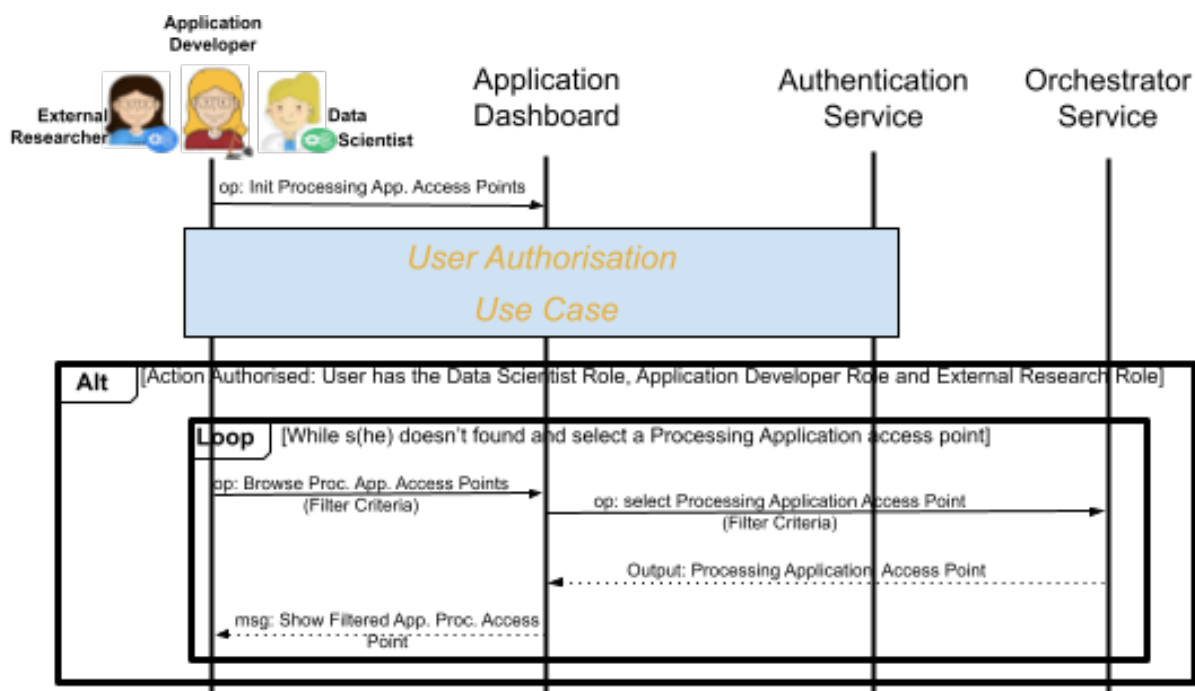 Application
Developer
External
Researcher
Data
Scientist
Application
Dashboard
Authentication
Service
Orchestrator
Service
op: Init Processing App. Access Points
User Authorisation
Use Case
Alt
[Action Authorised: User has the Data Scientist Role, Application Developer Role and External Research Role]
Loop
[While s(he) doesn't found and select a Processing Application access point]
op: Browse Proc. App. Access Points
(Filter Criteria)
op: select Processing Application Access Point
(Filter Criteria)
Output: Processing Application Access Point
msg: Show Filtered App. Proc. Access
Point